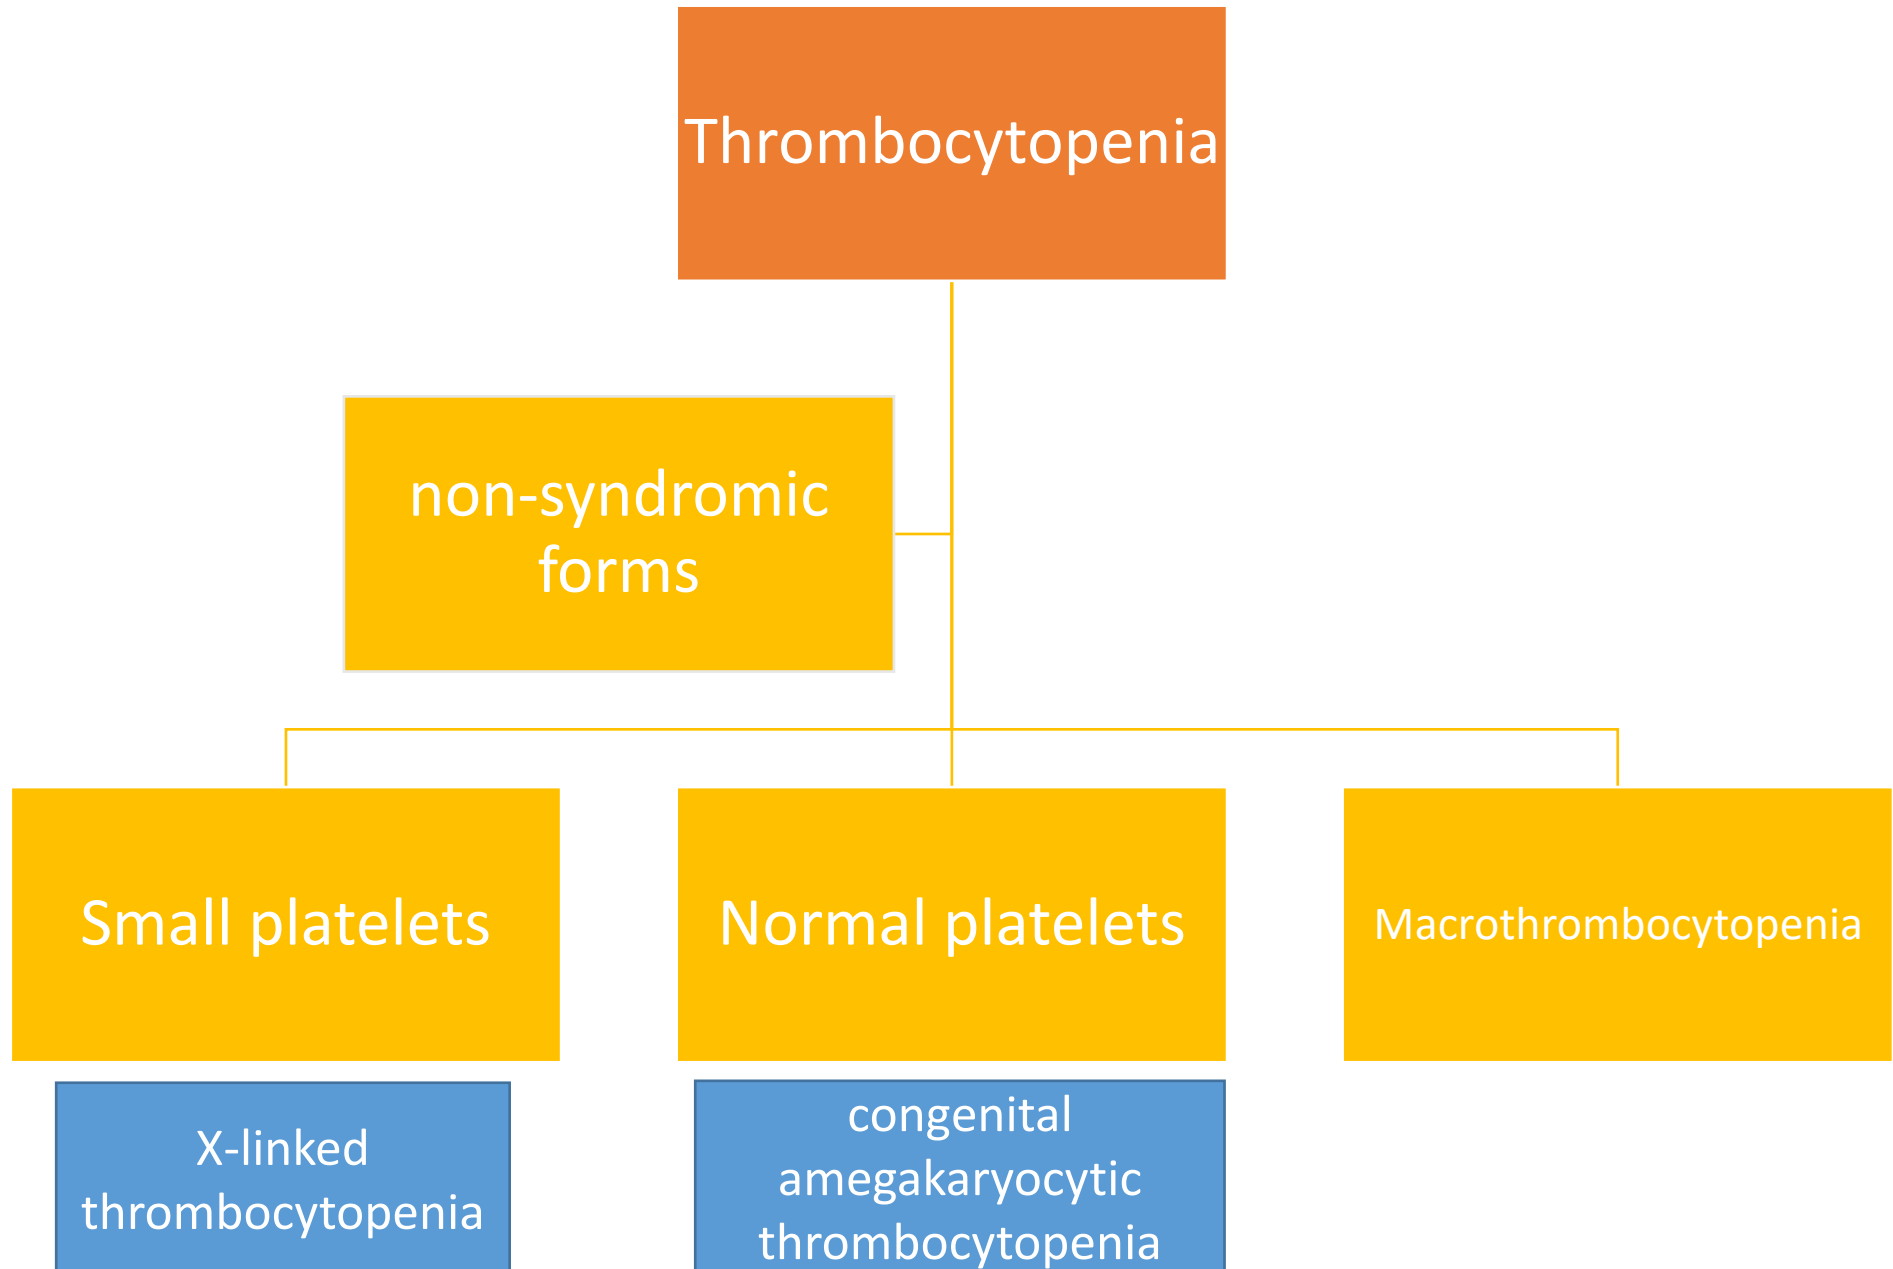 Thrombocytopenia
non-syndromic
forms
Small platelets
Normal platelets
Macrothrombocytopenia
X-linked
thrombocytopenia
congenital
amegakaryocytic
thrombocytopenia